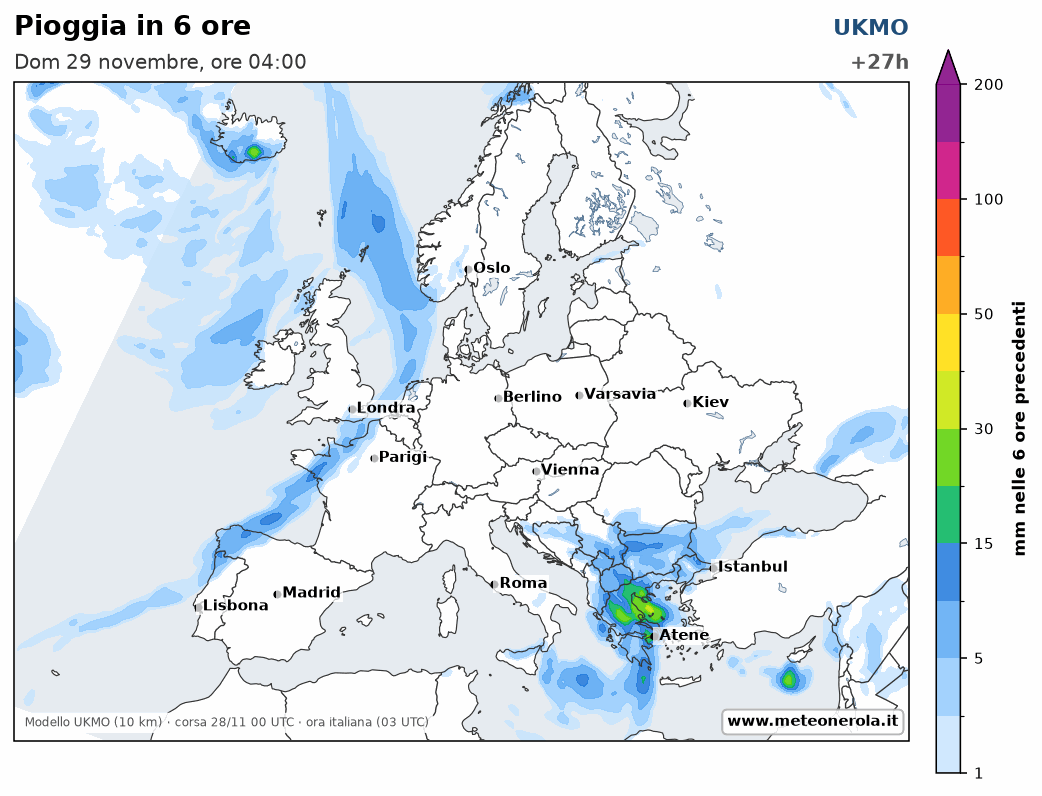 Pioggia in 6 ore
UKMO
Dom 29 novembre, ore 04:00
+27h
200
100
50
30
15
5
1
mm nelle 6 ore precedenti
Oslo
Berlino
Varsavia
Kiev
Londra
Parigi
Vienna
Istanbul
Roma
Madrid
Lisbona
Atene
Modello UKMO (10 km) · corsa 28/11 00 UTC · ora italiana (03 UTC)
www.meteonerola.it